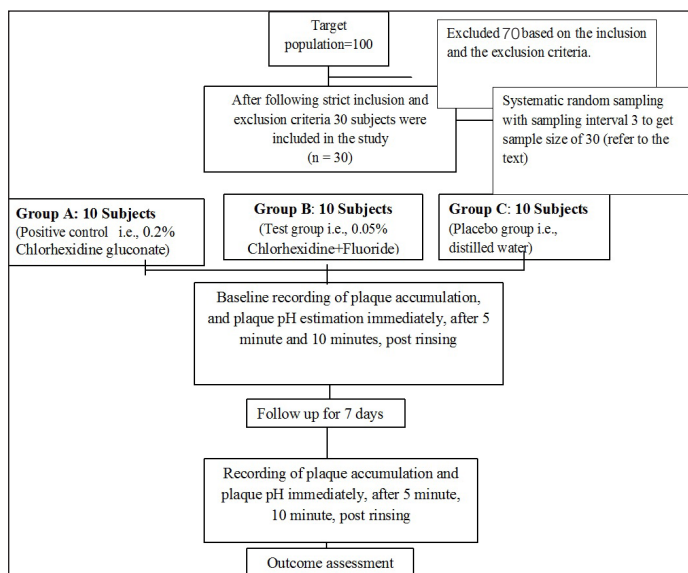 Target
population=100
Excluded 70 based on the inclusion
and the exclusion criteria.
After following strict inclusion and
exclusion criteria 30 subjects were
included in the study
(n = 30)
Systematic random sampling
with sampling interval 3 to get
sample size of 30 (refer to the
text)
Group A: 10 Subjects
(Positive control i.e., 0.2%
Chlorhexidine gluconate)
Group B: 10 Subjects
(Test group i.e., 0.05%
Chlorhexidine+Fluoride)
Group C: 10 Subjects
(Placebo group i.e.,
distilled water)
Baseline recording of plaque accumulation,
and plaque pH estimation immediately, after 5
minute and 10 minutes, post rinsing
Follow up for 7 days
Recording of plaque accumulation and
plaque pH immediately, after 5 minute,
10 minute, post rinsing
Outcome assessment